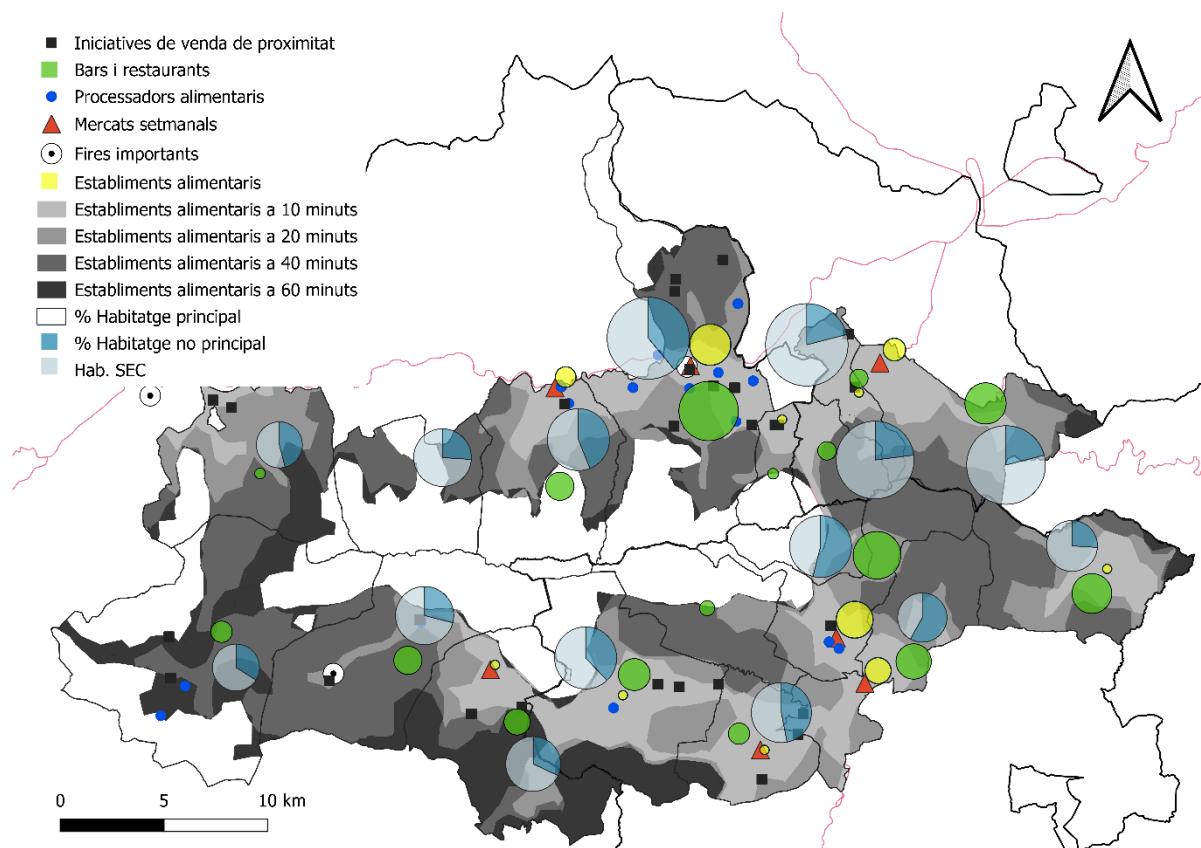 Iniciatives de venda de proximitat
Bars i restaurants
Processadors alimentaris
Mercats setmanals
Fires importants
Establiments alimentaris
Establiments alimentaris a 10 minuts
Establiments alimentaris a 20 minuts
Establiments alimentaris a 40 minuts
Establiments alimentaris a 60 minuts
% Habitatge principal
% Habitatge no principal
Hab. SEC
0 5 10 km